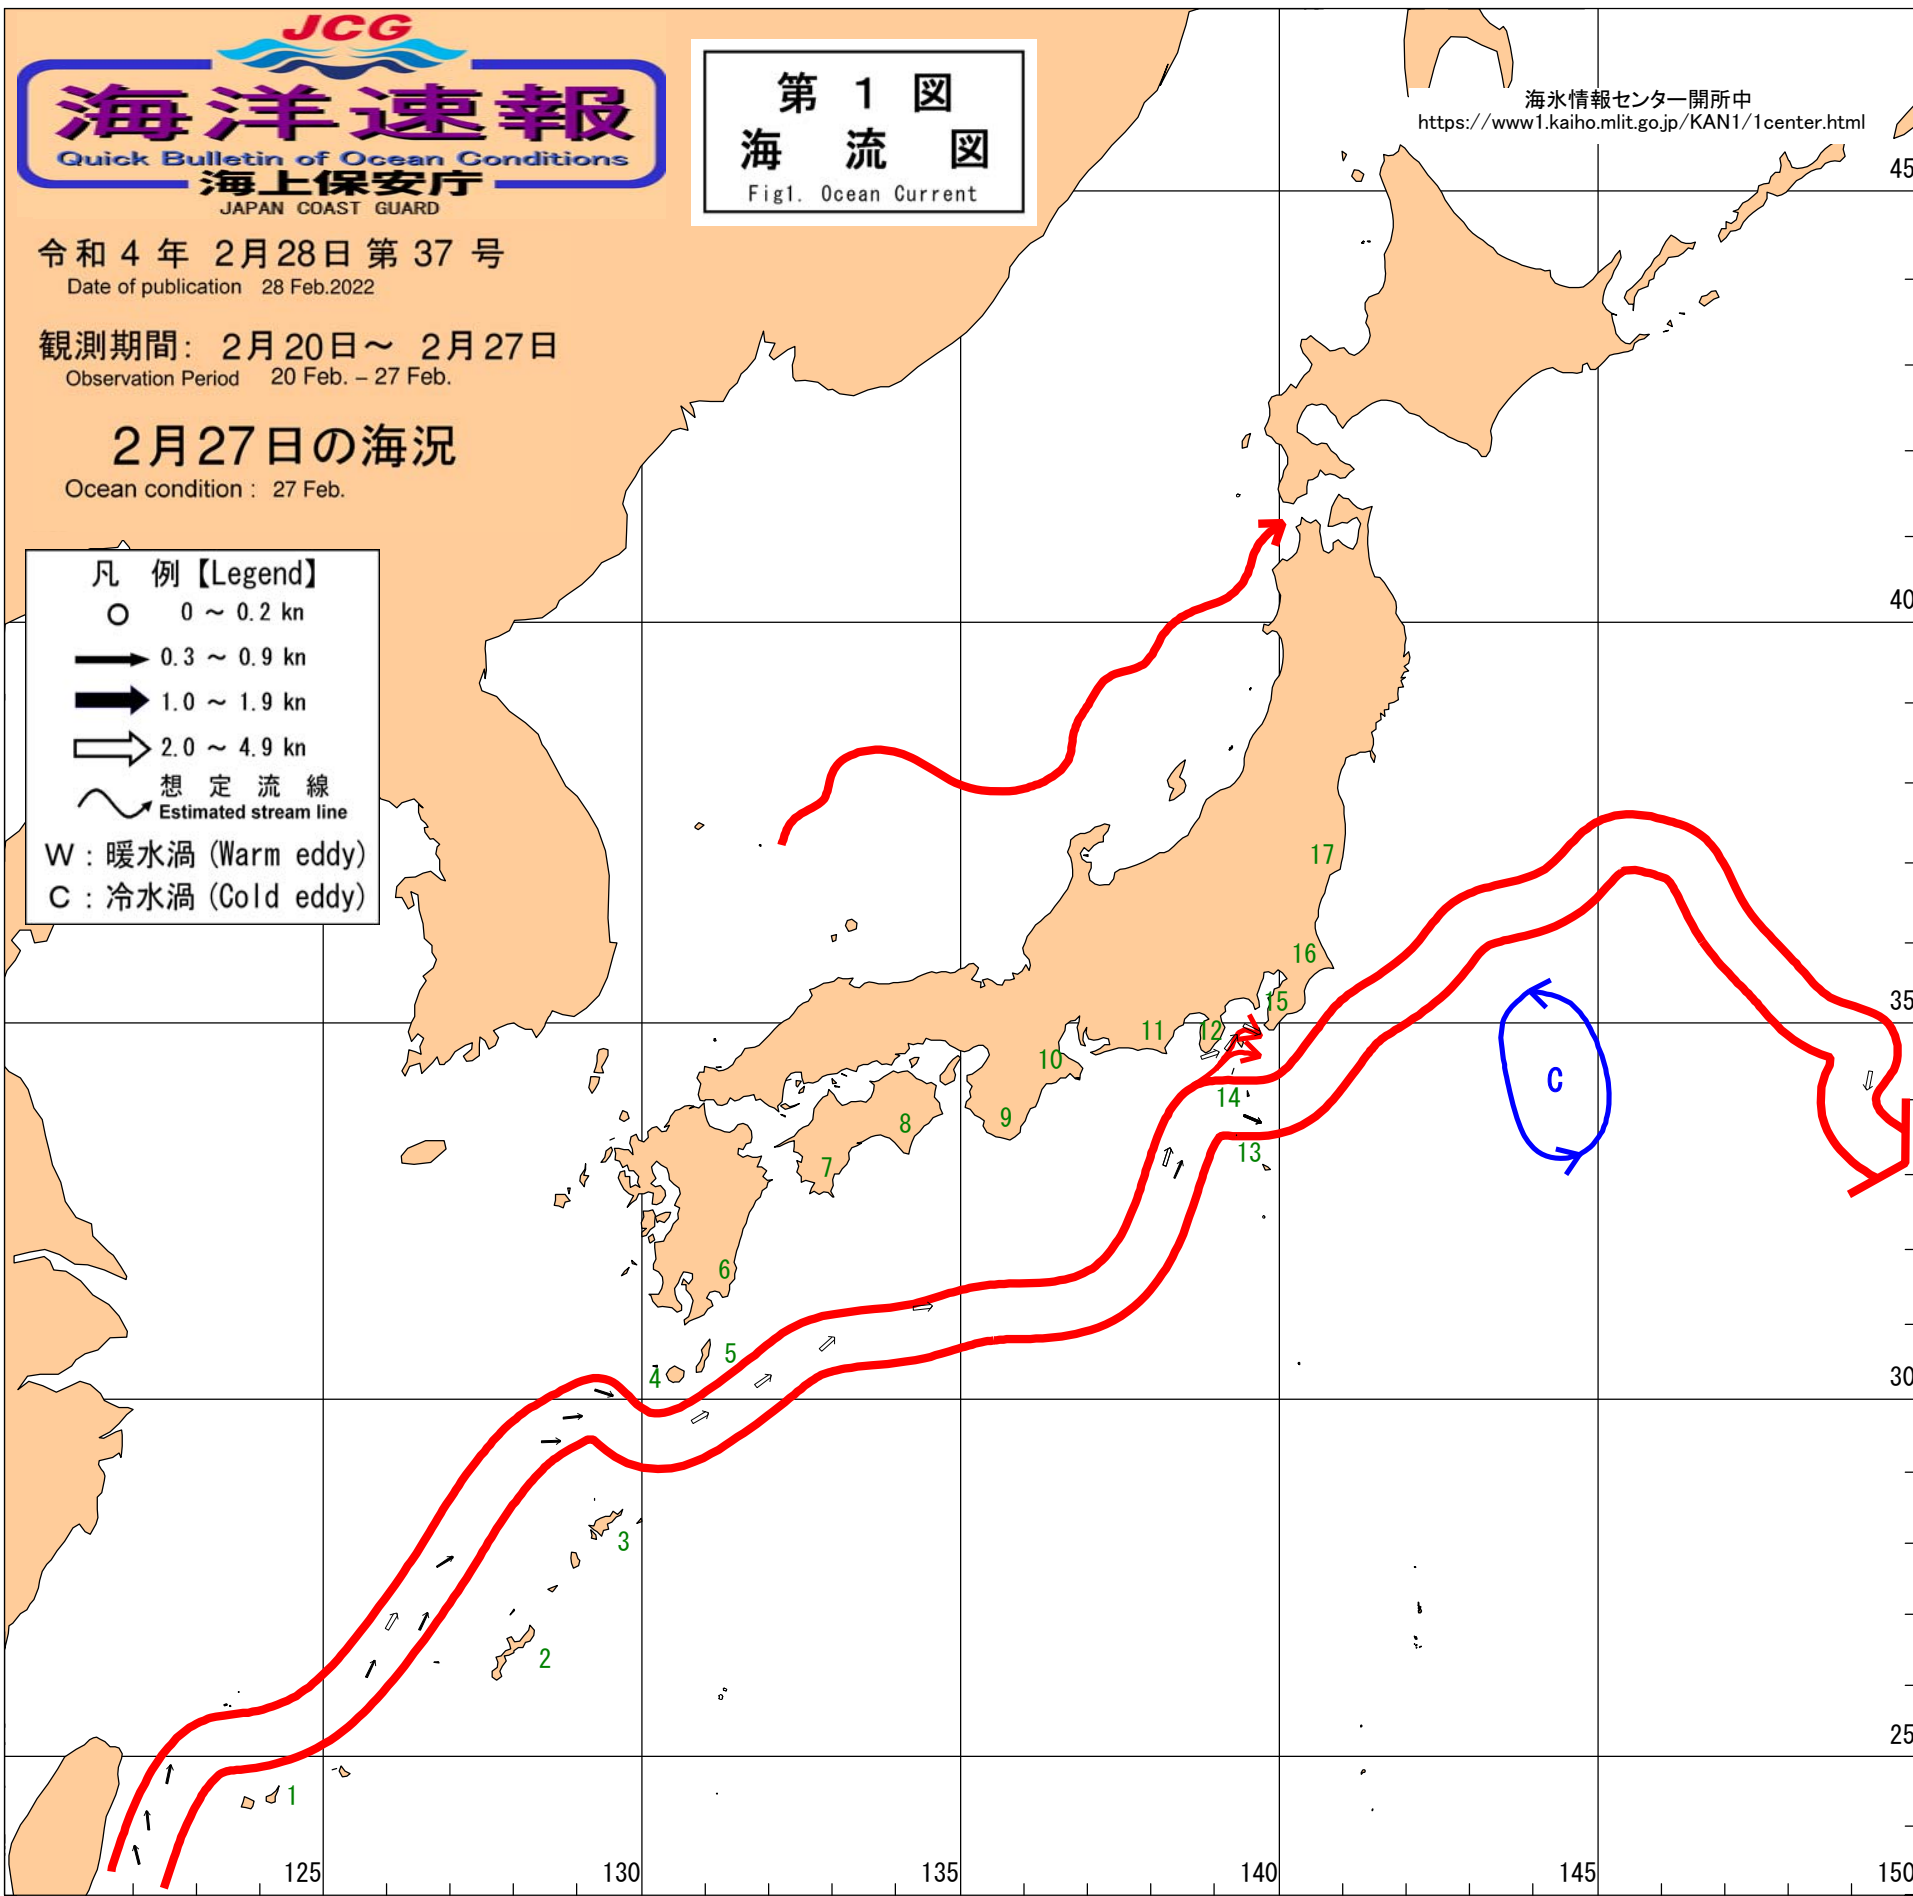 JCG
海洋速報
Quick Bulletin of Ocean Conditions
海上保安庁
JAPAN COAST GUARD
第 1 図
海 流 図
Fig1. Ocean Current
海氷情報センター開所中
https://www1.kaiho.mlit.go.jp/KAN1/1center.html
令和 4 年 2月28日 第 37 号
Date of publication 28 Feb.2022
観測期間: 2月20日～ 2月27日
Observation Period 20 Feb. – 27 Feb.
2月27日の海況
Ocean condition : 27 Feb.
凡 例【Legend】
0 ～ 0.2 kn
0.3 ～ 0.9 kn
1.0 ～ 1.9 kn
2.0 ～ 4.9 kn
想 定 流 線
Estimated stream line
W : 暖水渦 (Warm eddy)
C : 冷水渦 (Cold eddy)
45
40
17
16
35
15
12
11
10
C
14
9
8
13
7
6
5
4
30
3
2
25
1
125
130
135
140
145
150